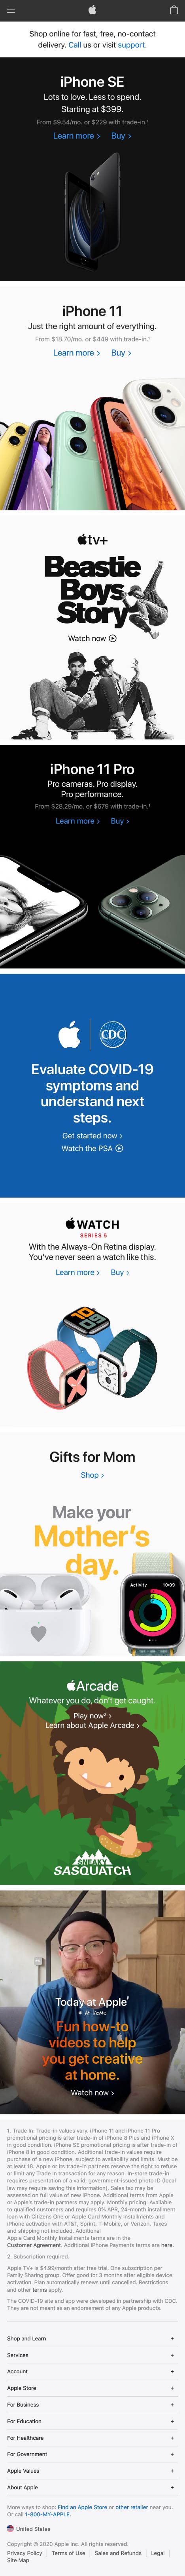 Shop online for fast, free, no-contact
delivery. Call us or visit support.
iPhone SE
Lots to love. Less to spend.
Starting at $399.
From $9.54/mo. or $229 with trade-in.¹
Learn more > Buy >
iPhone 11
Just the right amount of everything.
From $18.70/mo. or $449 with trade-in.¹
Learn more > Buy >
tv+
Beastie
Boys
Story
Watch now
iPhone 11 Pro
Pro cameras. Pro display.
Pro performance.
From $28.29/mo. or $679 with trade-in.¹
Learn more > Buy >
CDC
Evaluate COVID-19
symptoms and
understand next
steps.
Get started now >
Watch the PSA
WATCH
SERIES 5
With the Always-On Retina display.
You've never seen a watch like this.
Learn more > Buy >
Gifts for Mom
Shop >
Make your
Mother's
day.
Activity 10:09
Arcade
Whatever you do, don't get caught.
Play now² >
Learn about Apple Arcade >
SNEAKY
SASQUATCH
Today at Apple
at home
Fun how-to
videos to help
you get creative
at home.
Watch now >
1. Trade In: Trade-in values vary. iPhone 11 and iPhone 11 Pro
promotional pricing is after trade-in of iPhone 8 Plus and iPhone X
in good condition. iPhone SE promotional pricing is after trade-in of
iPhone 8 in good condition. Additional trade-in values require
purchase of a new iPhone, subject to availability and limits. Must be
at least 18. Apple or its trade-in partners reserve the right to refuse
or limit any Trade In transaction for any reason. In-store trade-in
requires presentation of a valid, government-issued photo ID (local
law may require saving this information). Sales tax may be
assessed on full value of new iPhone. Additional terms from Apple
or Apple's trade-in partners may apply. Monthly pricing: Available
to qualified customers and requires 0% APR, 24-month installment
loan with Citizens One or Apple Card Monthly Installments and
iPhone activation with AT&T, Sprint, T-Mobile, or Verizon. Taxes
and shipping not included. Additional
Apple Card Monthly Installments terms are in the
Customer Agreement. Additional iPhone Payments terms are here.
2. Subscription required.
Apple TV+ is $4.99/month after free trial. One subscription per
Family Sharing group. Offer good for 3 months after eligible device
activation. Plan automatically renews until cancelled. Restrictions
and other terms apply.
The COVID-19 site and app were developed in partnership with CDC.
They are not meant as an endorsement of any Apple products.
Shop and Learn +
Services +
Account +
Apple Store +
For Business +
For Education +
For Healthcare +
For Government +
Apple Values +
About Apple +
More ways to shop: Find an Apple Store or other retailer near you.
Or call 1-800-MY-APPLE.
United States
Copyright © 2020 Apple Inc. All rights reserved.
Privacy Policy | Terms of Use | Sales and Refunds | Legal |
Site Map